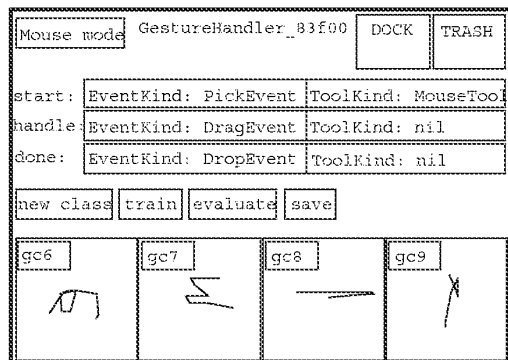 Mouse mode GestureHandler_83f00 DOCK TRASH
start: EventKind: PickEvent ToolKind: MouseTool
handle: EventKind: DragEvent ToolKind: nil
done: EventKind: DropEvent ToolKind: nil
new class train evaluate save
gc6 gc7 gc8 gc9